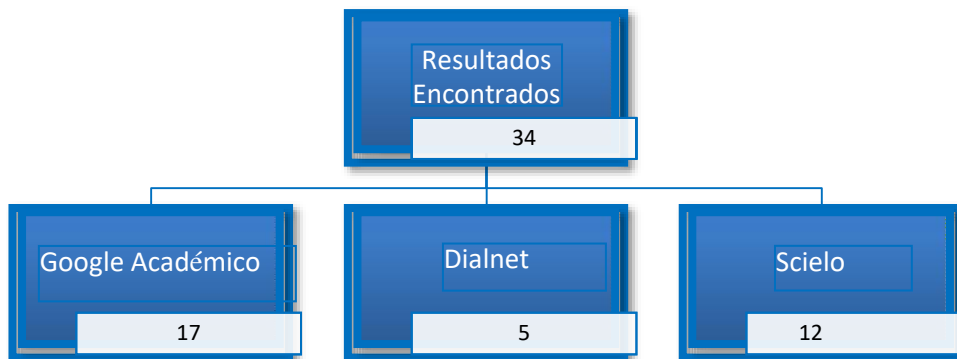 Resultados
Encontrados
34
Google Académico
17
Dialnet
5
Scielo
12